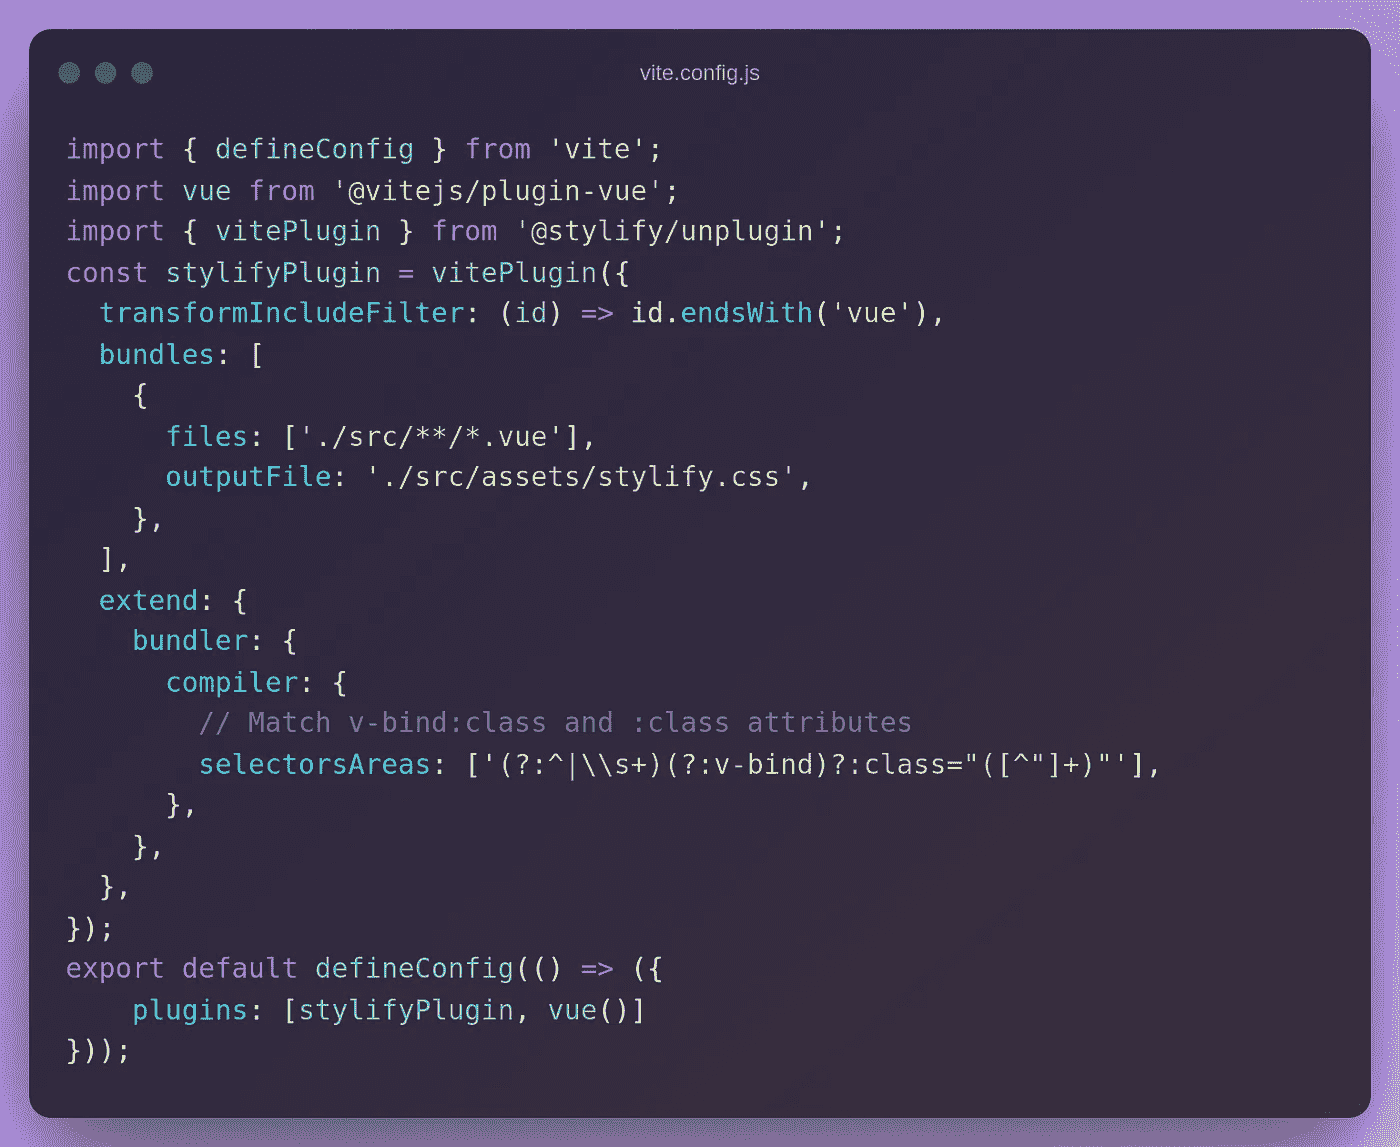 vite.config.js
import { defineConfig } from 'vite';
import vue from '@vitejs/plugin-vue';
import { vitePlugin } from '@stylify/unplugin';
const stylifyPlugin = vitePlugin({
  transformIncludeFilter: (id) => id.endsWith('vue'),
  bundles: [
    {
      files: ['./src/**/*.vue'],
      outputFile: './src/assets/stylify.css',
    },
  ],
  extend: {
    bundler: {
      compiler: {
        // Match v-bind:class and :class attributes
        selectorsAreas: ['(?:^|\\s+)(?:v-bind)?:class="([^"]+)"'],
      },
    },
  },
});
export default defineConfig(() => ({
    plugins: [stylifyPlugin, vue()]
}));